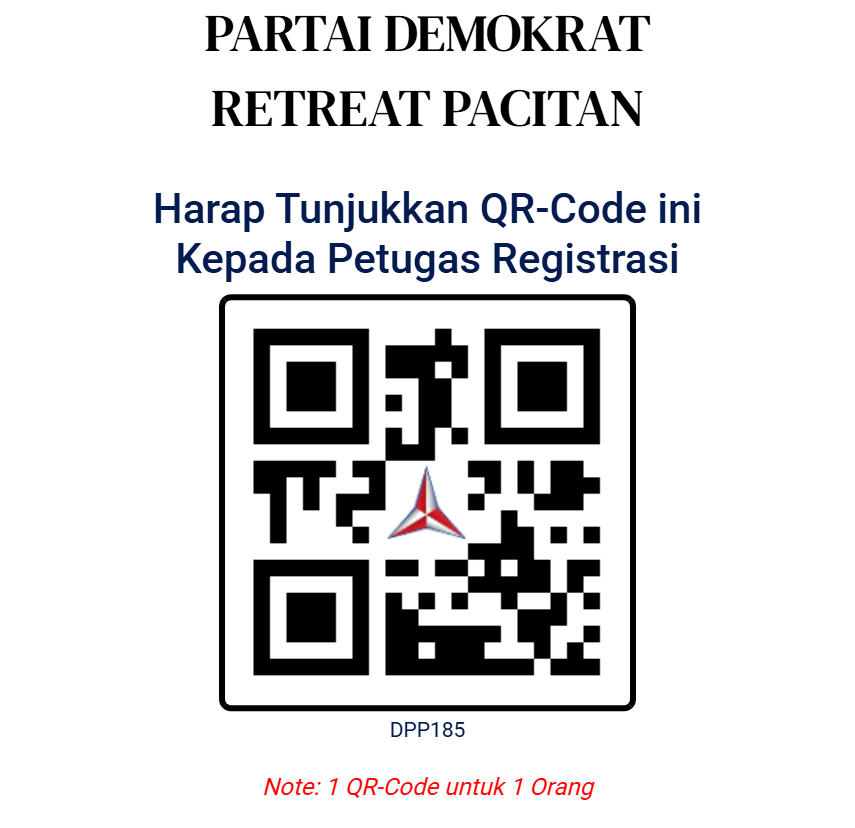 PARTAI DEMOKRAT
RETREAT PACITAN
Harap Tunjukkan QR-Code ini
Kepada Petugas Registrasi
DPP185
Note: 1 QR-Code untuk 1 Orang